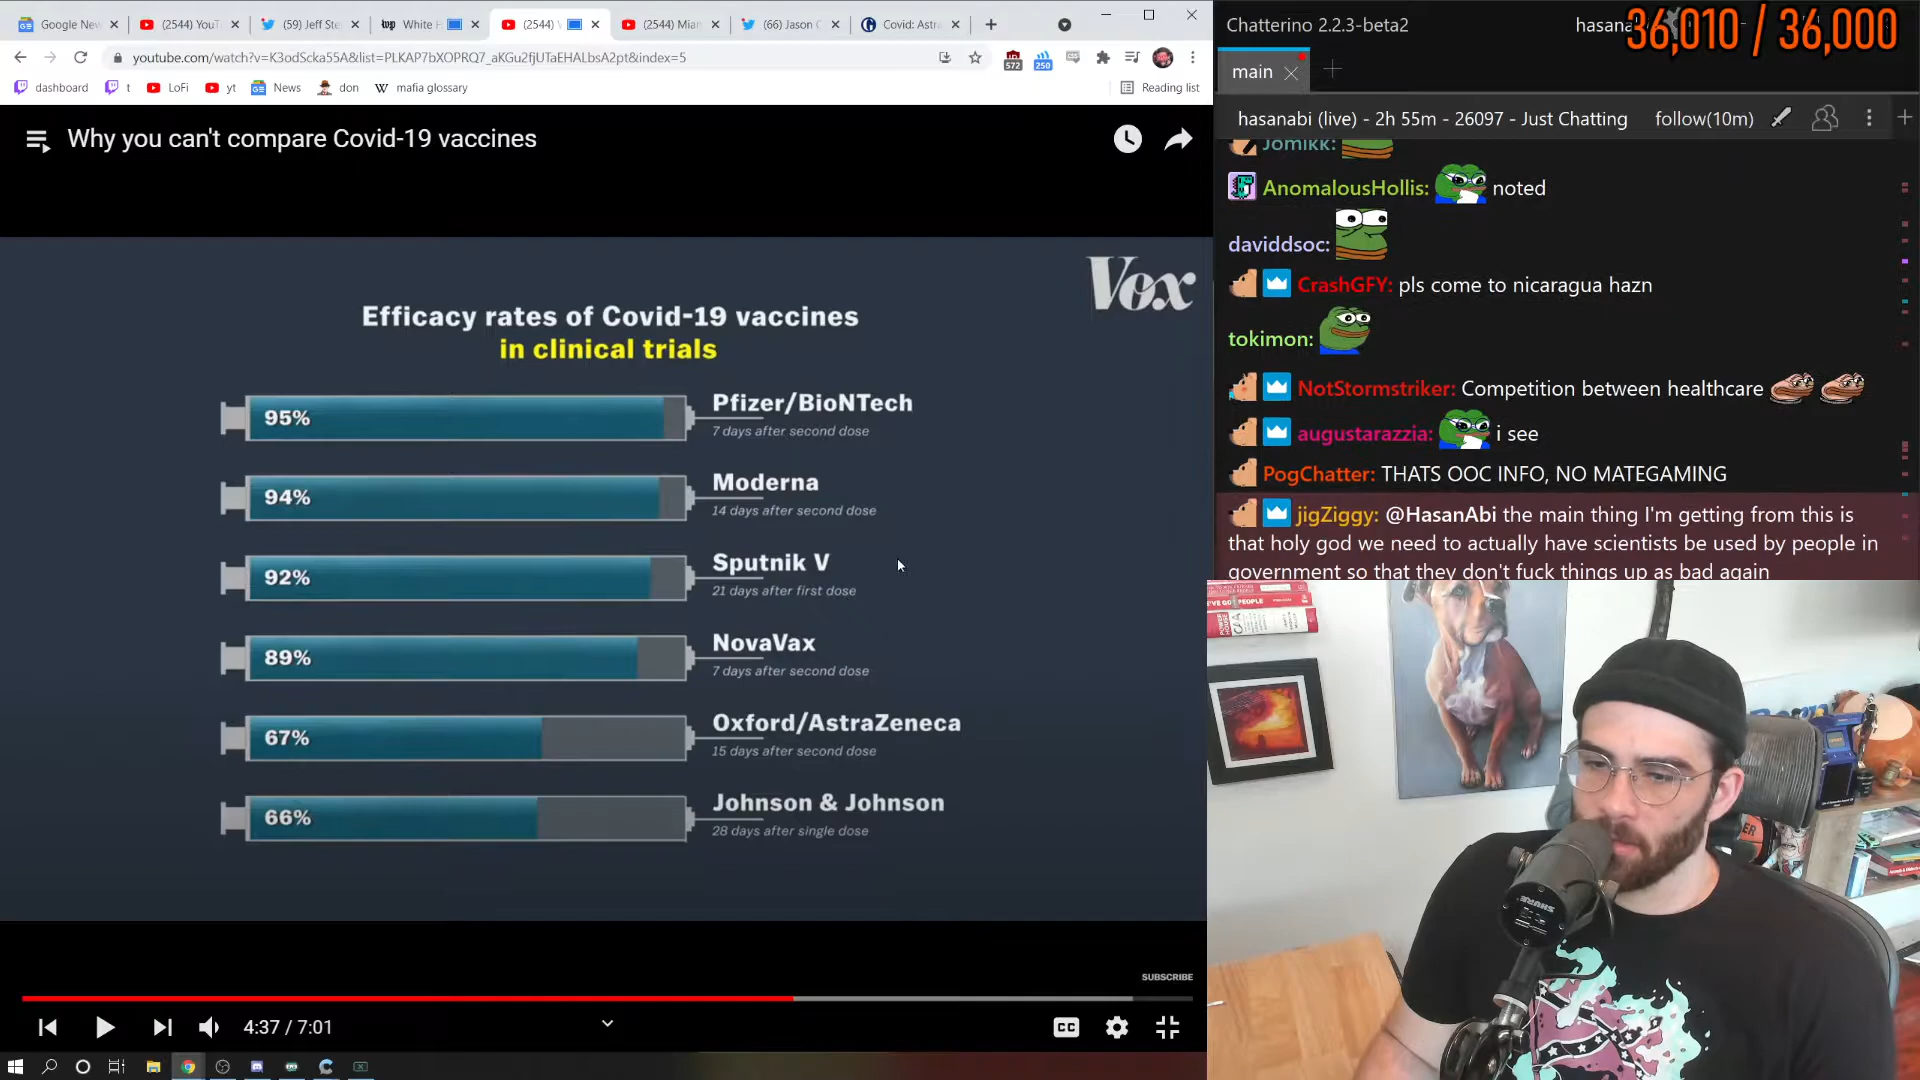 Google New
(2544) YouT
(59) Jeff Ste
White H
(2544) V
(2544) Miam
(66) Jason C
Covid: Astra
youtube.com/watch?v=K3odScka55A&list=PLKAP7bXOPRQ7_aKGu2fjUTaEHALbsA2pt&index=5
572
250
dashboard
t
LoFi
yt
News
don
mafia glossary
Reading list
Why you can't compare Covid-19 vaccines
Vox
Efficacy rates of Covid-19 vaccines
in clinical trials
95%
Pfizer/BioNTech
7 days after second dose
94%
Moderna
14 days after second dose
92%
Sputnik V
21 days after first dose
89%
NovaVax
7 days after second dose
67%
Oxford/AstraZeneca
15 days after second dose
66%
Johnson & Johnson
28 days after single dose
SUBSCRIBE
4:37 / 7:01
CC
Chatterino 2.2.3-beta2
hasana
36,010 / 36,000
main
hasanabi (live) - 2h 55m - 26097 - Just Chatting
follow(10m)
Jomikk:
AnomalousHollis: noted
daviddsoc:
CrashGFY: pls come to nicaragua hazn
tokimon:
NotStormstriker: Competition between healthcare
augustarazzia: i see
PogChatter: THATS OOC INFO, NO MATEGAMING
jigZiggy: @HasanAbi the main thing I'm getting from this is
that holy god we need to actually have scientists be used by people in
government so that they don't fuck things up as bad again
SHURE